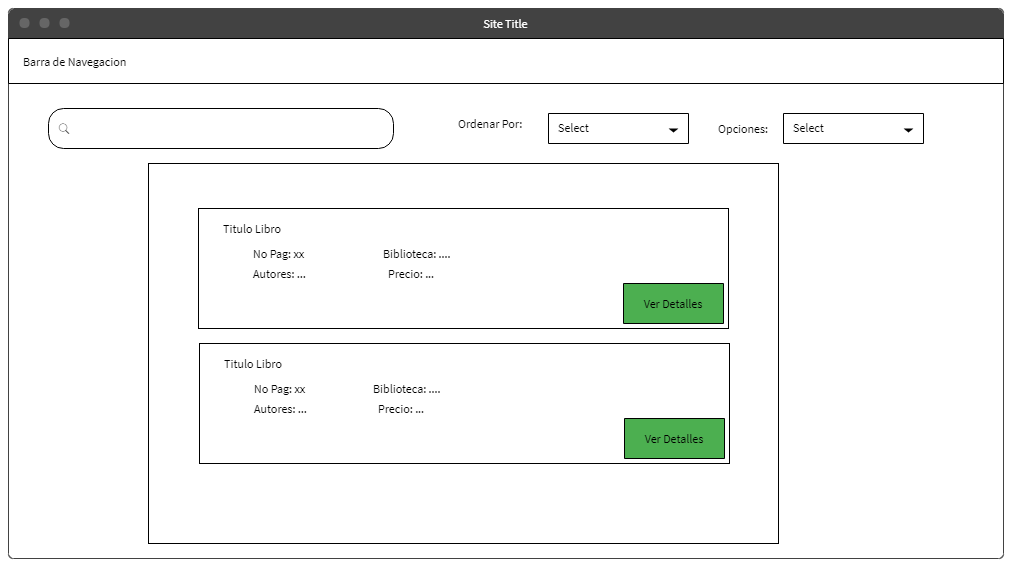 Site Title
Barra de Navegacion
Ordenar Por: Select Opciones: Select
Titulo Libro
No Pag: xx Biblioteca: ....
Autores: ... Precio: ...
Ver Detalles
Titulo Libro
No Pag: xx Biblioteca: ....
Autores: ... Precio: ...
Ver Detalles